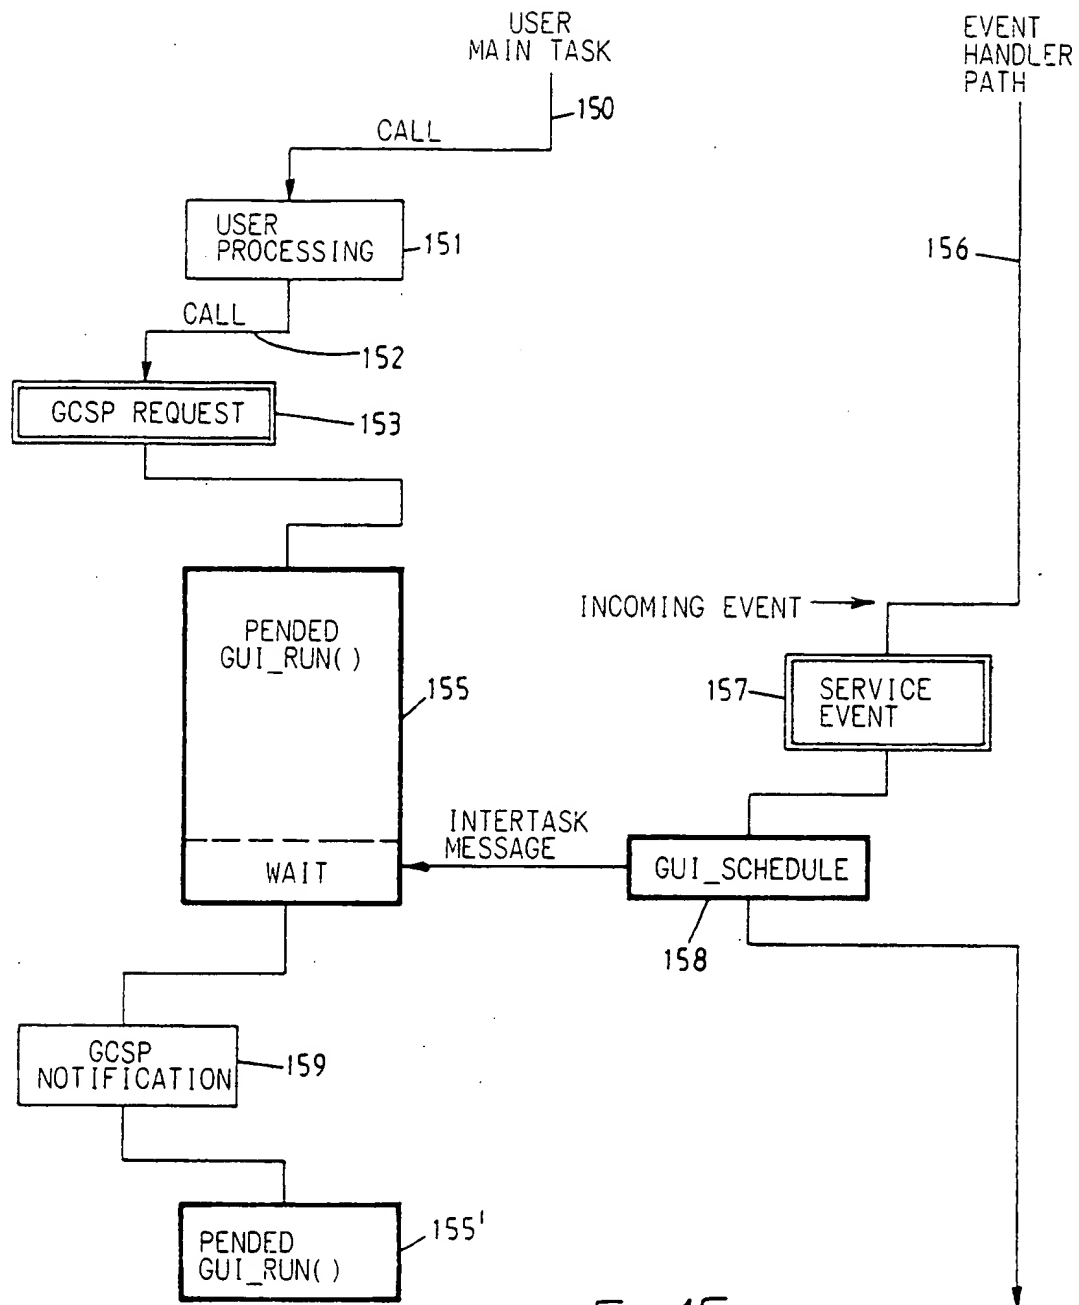 USER
MAIN TASK
EVENT
HANDLER
PATH
150
CALL
USER
PROCESSING
151
156
CALL
152
GCSP REQUEST
153
INCOMING EVENT
PENDED
GUI_RUN()
155
157
SERVICE
EVENT
INTERTASK
MESSAGE
WAIT
GUI_SCHEDULE
158
GCSP
NOTIFICATION
159
PENDED
GUI_RUN()
155'